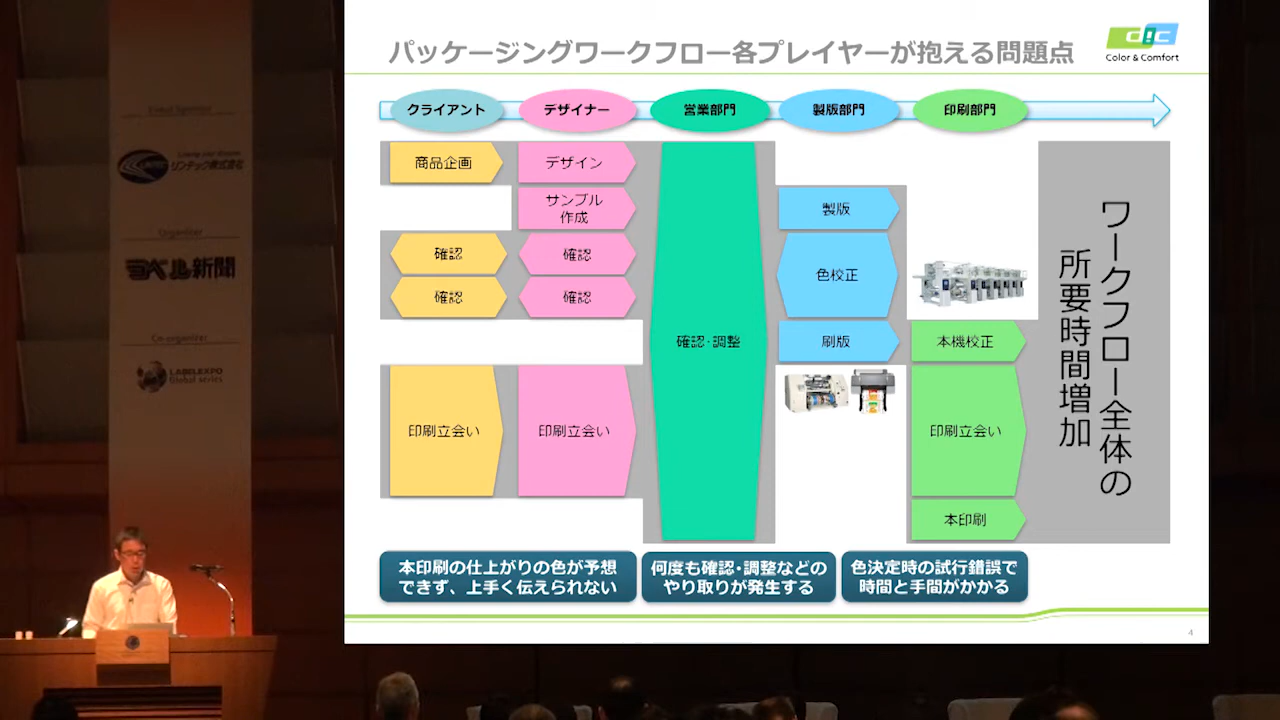 パッケージングワークフロー各プレイヤーが抱える問題点
dic
Color & Comfort
クライアント
デザイナー
営業部門
製版部門
印刷部門
商品企画
デザイン
サンプル
作成
製版
確認
確認
色校正
確認
確認
確認・調整
刷版
本機校正
印刷立会い
印刷立会い
印刷立会い
本印刷
ワークフロー全体の
所要時間増加
本印刷の仕上がりの色が予想
できず、上手く伝えられない
何度も確認・調整などの
やり取りが発生する
色決定時の試行錯誤で
時間と手間がかかる
4
Global Sponsor
リンテック株式会社
Organizer
ラベル新聞
Co-organizer
LABELEXPO
Global series